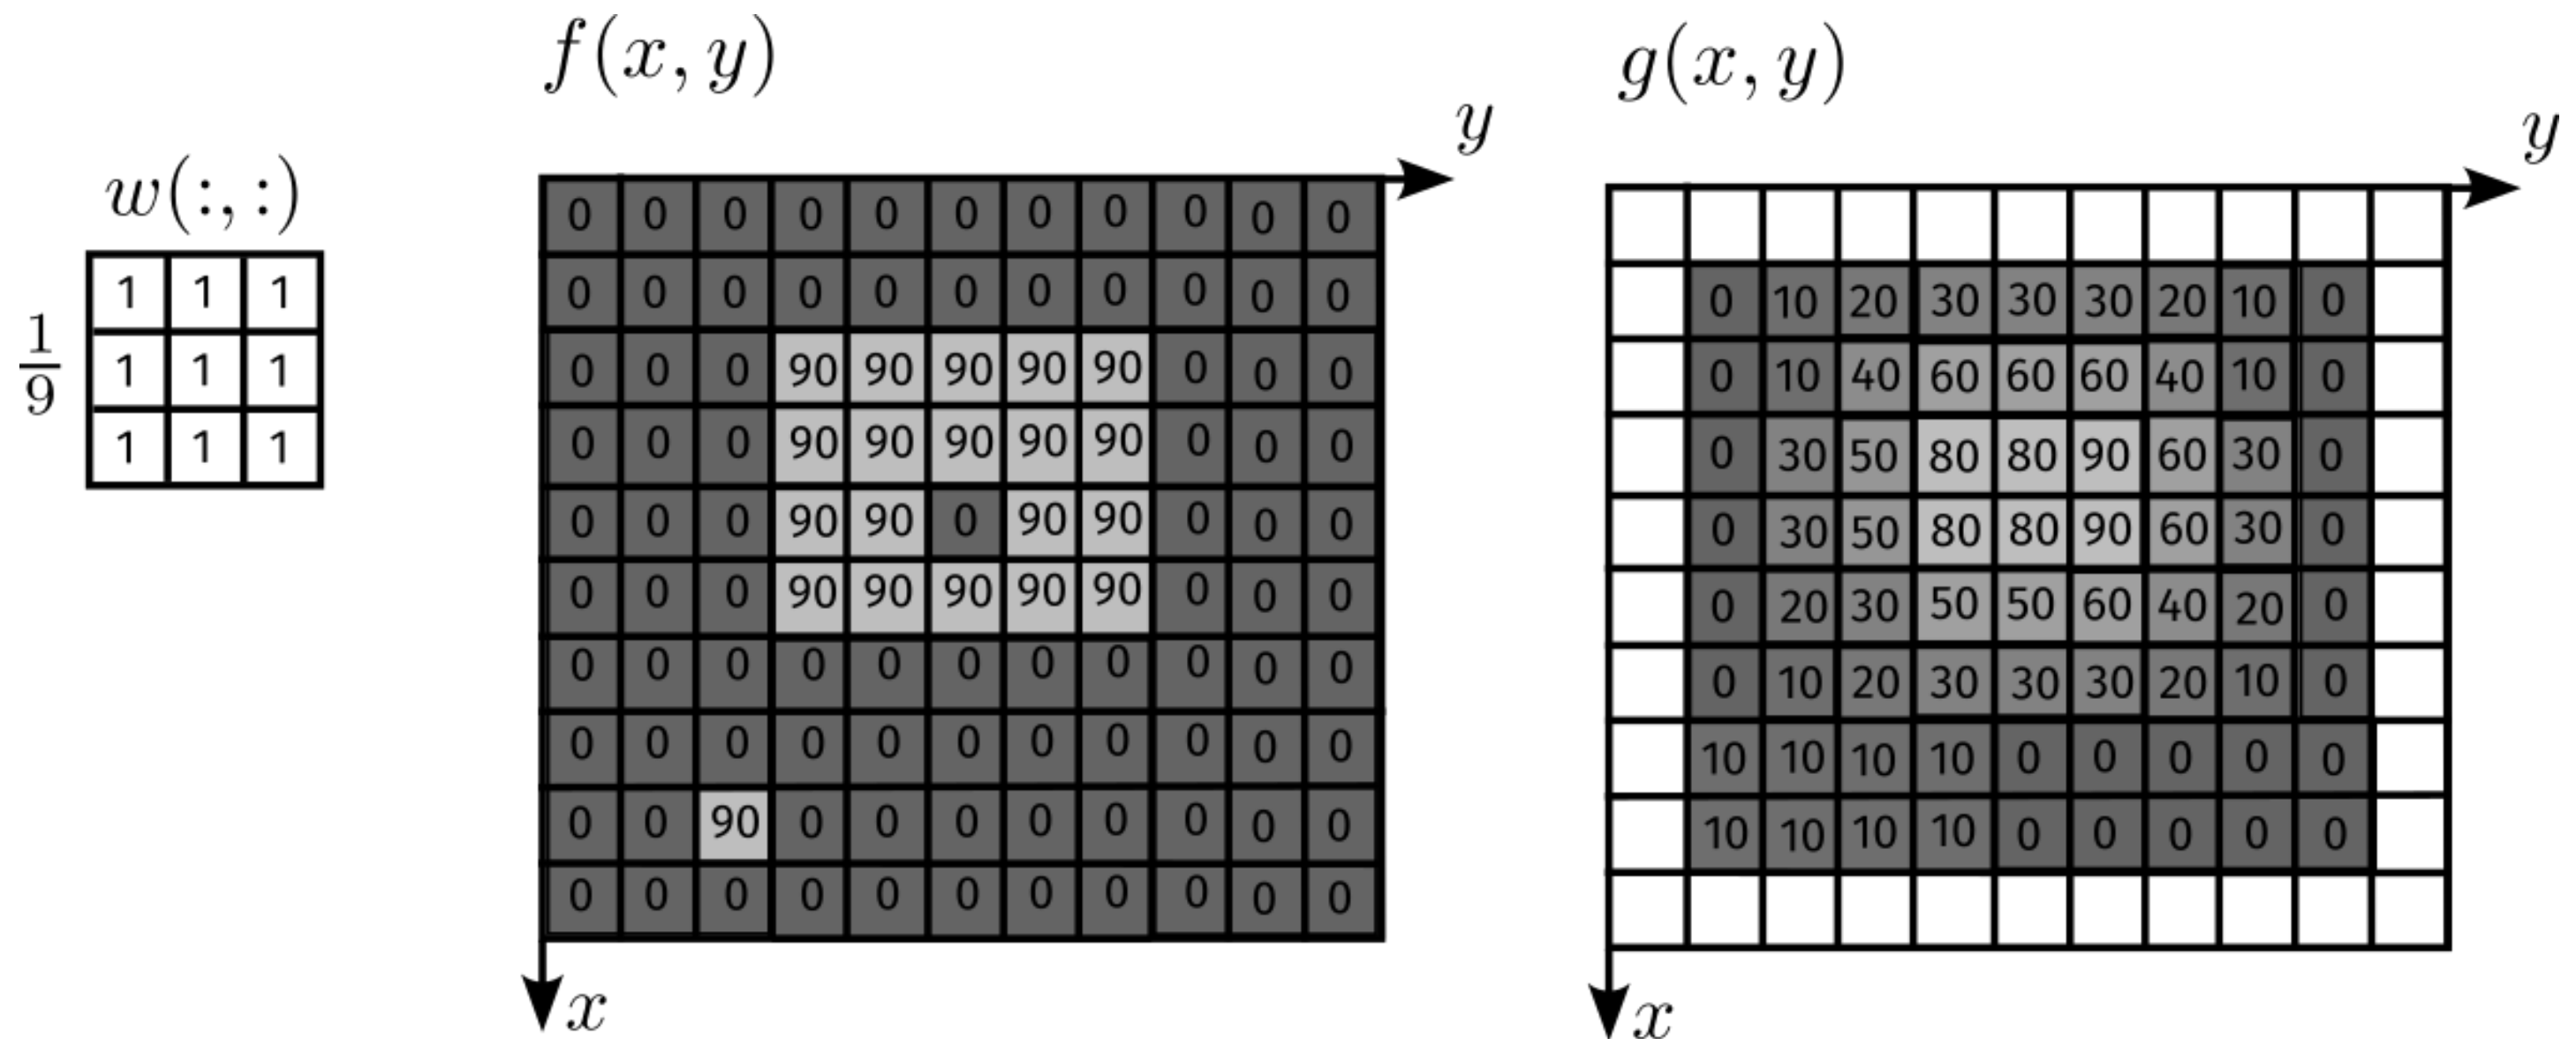 f(x, y)
g(x, y)
y
y
w(:, :)
1/9
1 1 1
1 1 1
1 1 1
0 0 0 0 0 0 0 0 0 0 0
0 0 0 0 0 0 0 0 0 0 0
0 0 0 90 90 90 90 90 0 0 0
0 0 0 90 90 90 90 90 0 0 0
0 0 0 90 90 0 90 90 0 0 0
0 0 0 90 90 90 90 90 0 0 0
0 0 0 0 0 0 0 0 0 0 0
0 0 0 0 0 0 0 0 0 0 0
0 0 90 0 0 0 0 0 0 0 0
0 0 0 0 0 0 0 0 0 0 0
x
0 10 20 30 30 30 20 10 0
0 10 40 60 60 60 40 10 0
0 30 50 80 80 90 60 30 0
0 30 50 80 80 90 60 30 0
0 20 30 50 50 60 40 20 0
0 10 20 30 30 30 20 10 0
10 10 10 10 0 0 0 0 0
10 10 10 10 0 0 0 0 0
x